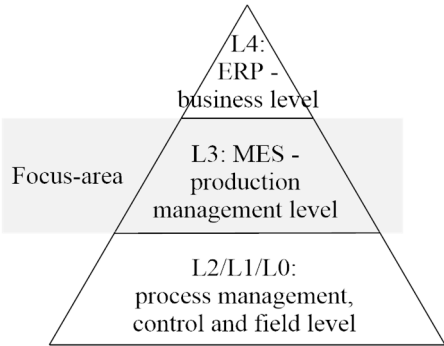 L4:
ERP -
business level
Focus-area
L3: MES -
production
management level
L2/L1/L0:
process management,
control and field level